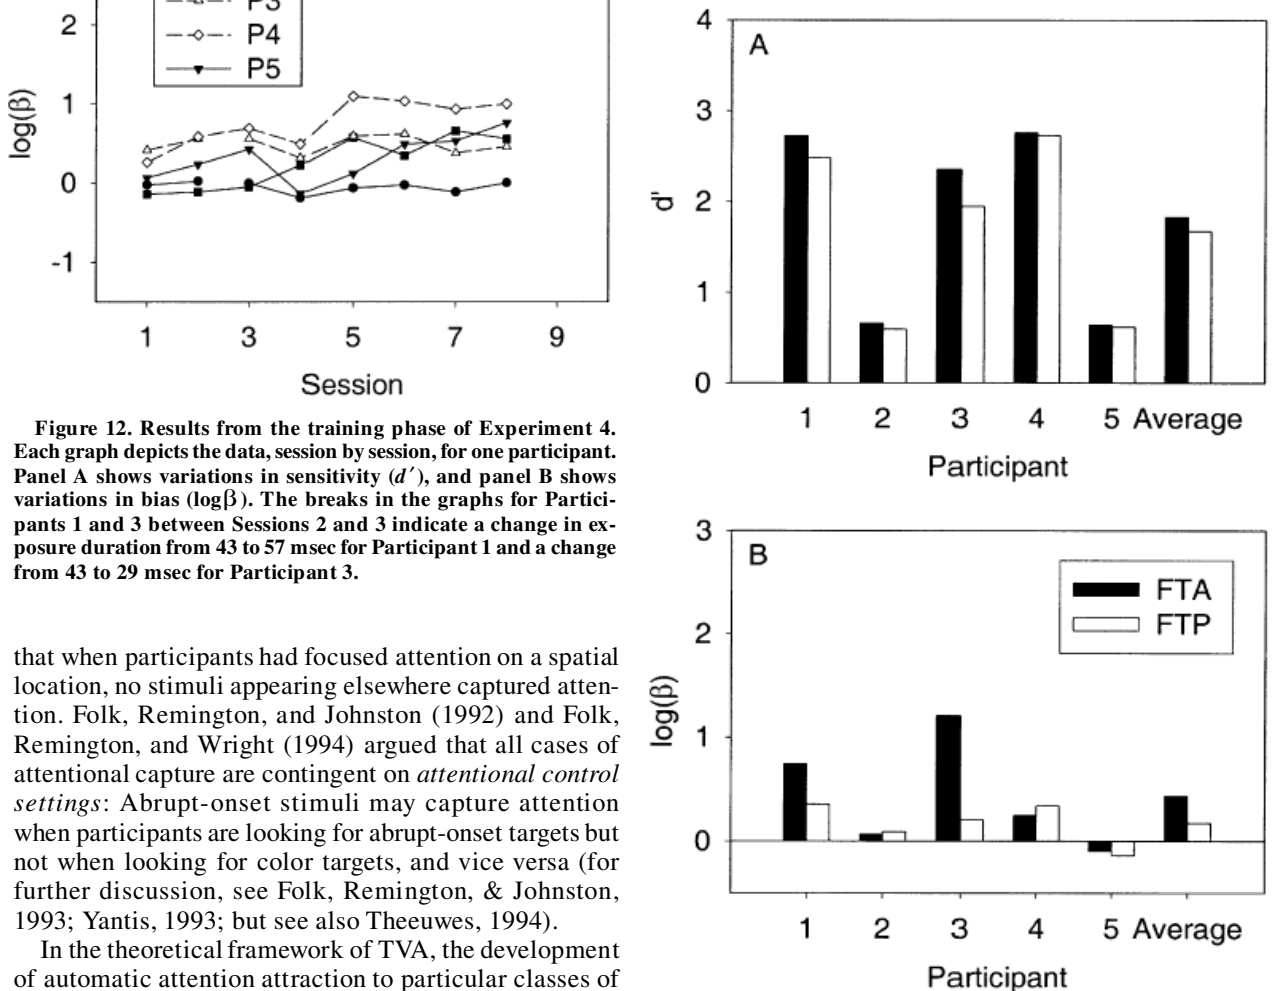 P3
P4
P5
2
1
0
-1
log(β)
1 3 5 7 9
Session
Figure 12. Results from the training phase of Experiment 4.
Each graph depicts the data, session by session, for one participant.
Panel A shows variations in sensitivity (d′), and panel B shows
variations in bias (logβ). The breaks in the graphs for Partici-
pants 1 and 3 between Sessions 2 and 3 indicate a change in ex-
posure duration from 43 to 57 msec for Participant 1 and a change
from 43 to 29 msec for Participant 3.
that when participants had focused attention on a spatial
location, no stimuli appearing elsewhere captured atten-
tion. Folk, Remington, and Johnston (1992) and Folk,
Remington, and Wright (1994) argued that all cases of
attentional capture are contingent on attentional control
settings: Abrupt-onset stimuli may capture attention
when participants are looking for abrupt-onset targets but
not when looking for color targets, and vice versa (for
further discussion, see Folk, Remington, & Johnston,
1993; Yantis, 1993; but see also Theeuwes, 1994).
In the theoretical framework of TVA, the development
of automatic attention attraction to particular classes of
A
4
3
2
1
0
d'
1 2 3 4 5 Average
Participant
B
FTA
FTP
3
2
1
0
log(β)
1 2 3 4 5 Average
Participant